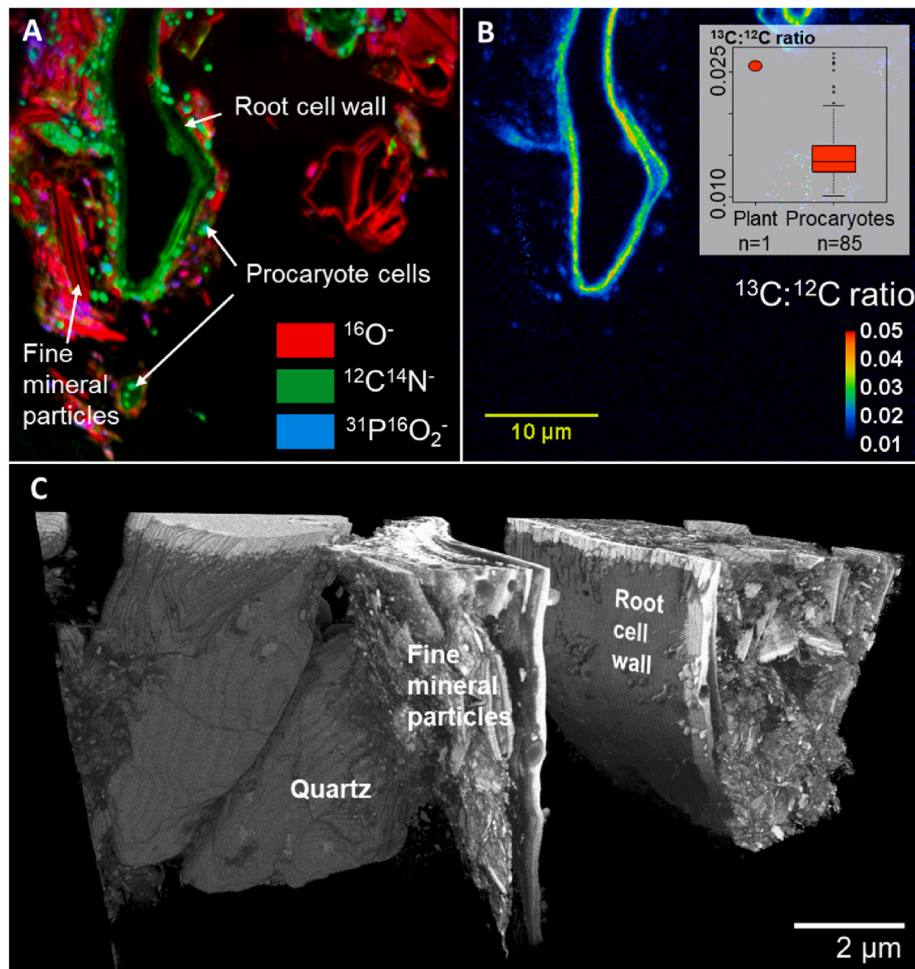 A
Root cell wall
Procaryote cells
Fine
mineral
particles
¹⁶O⁻
¹²C¹⁴N⁻
³¹P¹⁶O₂⁻
B
¹³C:¹²C ratio
0.025
0.010
Plant Procaryotes
n=1 n=85
¹³C:¹²C ratio
0.05
0.04
0.03
0.02
0.01
10 µm
C
Root
cell
wall
Fine
mineral
particles
Quartz
2 µm